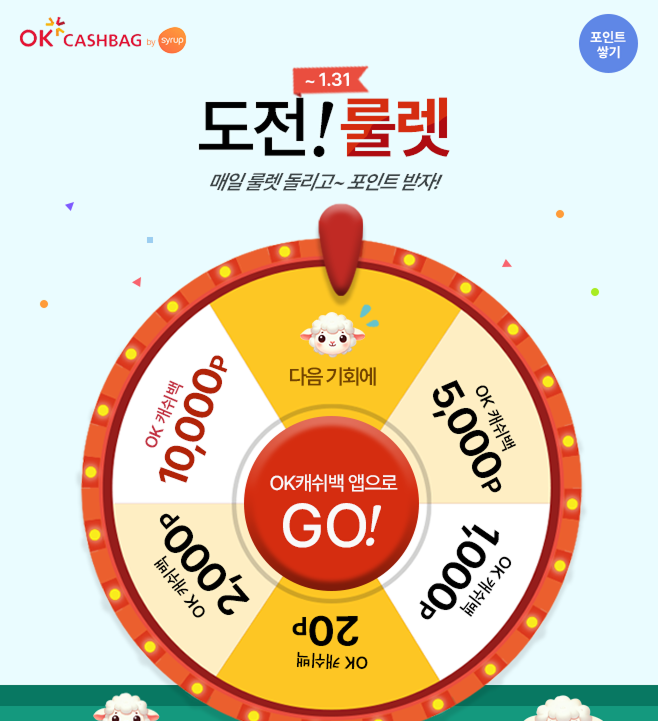 OK CASHBAG by syrup
포인트
쌓기
~ 1.31
도전! 룰렛
매일 룰렛 돌리고~ 포인트 받자!
다음 기회에
OK 캐쉬백
5,000P
OK 캐쉬백
1,000P
OK 캐쉬백
20P
OK 캐쉬백
2,000P
OK 캐쉬백
10,000P
OK캐쉬백 앱으로
GO!